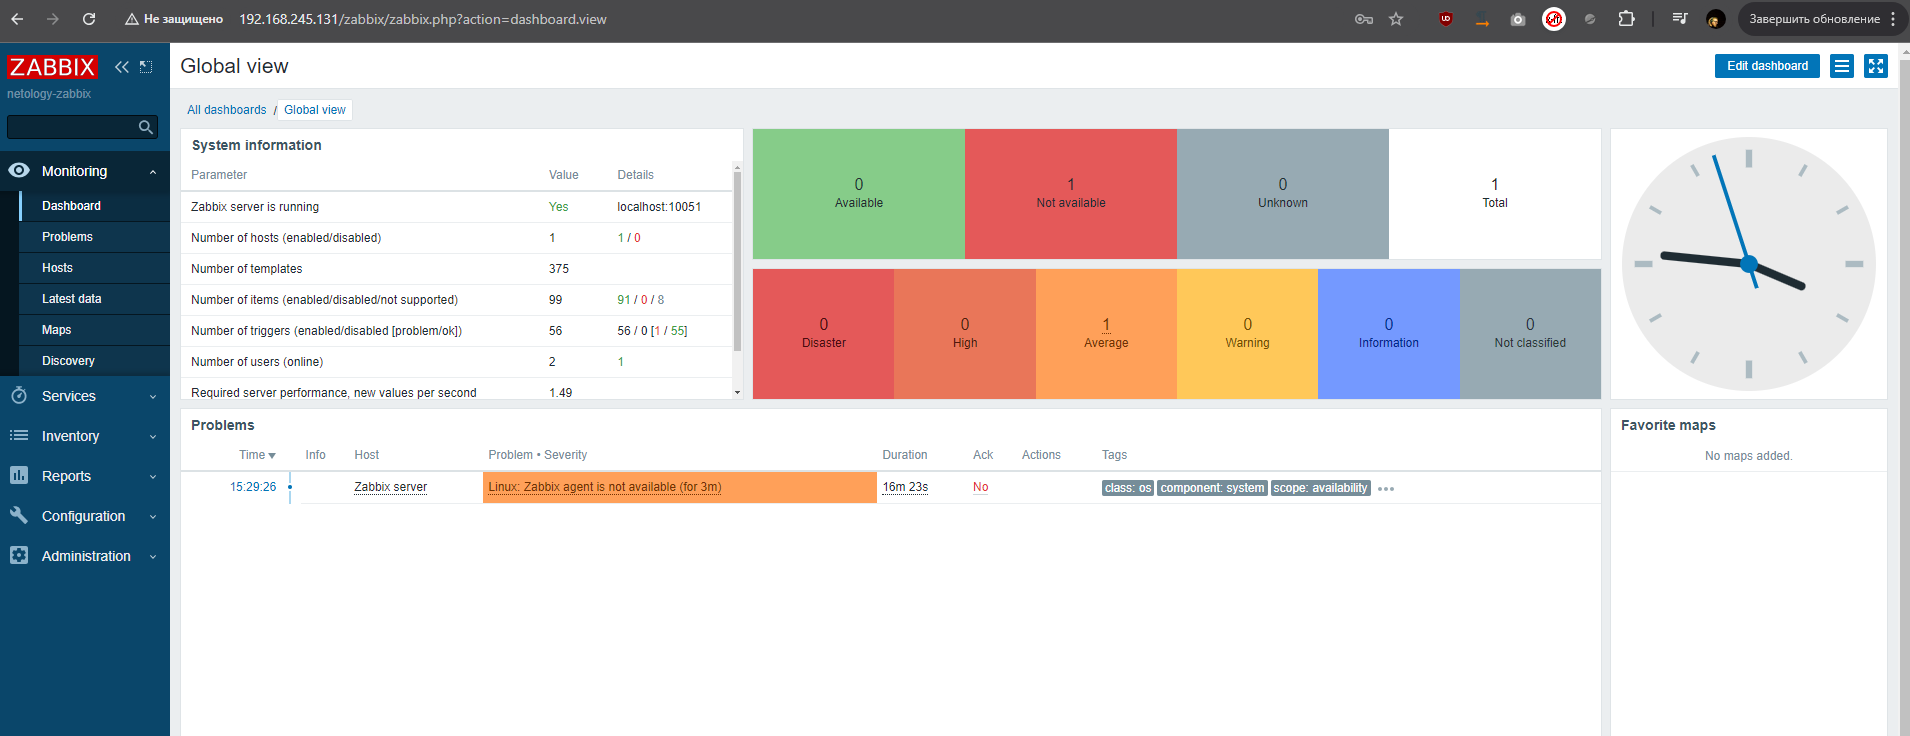 Не защищено 192.168.245.131/zabbix/zabbix.php?action=dashboard.view Завершить обновление
ZABBIX
netology-zabbix
Monitoring
Dashboard
Problems
Hosts
Latest data
Maps
Discovery
Services
Inventory
Reports
Configuration
Administration
Global view
Edit dashboard
All dashboards / Global view
System information
Parameter Value Details
Zabbix server is running Yes localhost:10051
Number of hosts (enabled/disabled) 1 1 / 0
Number of templates 375
Number of items (enabled/disabled/not supported) 99 91 / 0 / 8
Number of triggers (enabled/disabled [problem/ok]) 56 56 / 0 [1 / 55]
Number of users (online) 2 1
Required server performance, new values per second 1.49
0 1 0 1
Available Not available Unknown Total
0 0 1 0 0 0
Disaster High Average Warning Information Not classified
Problems
Time Info Host Problem • Severity Duration Ack Actions Tags
15:29:26 Zabbix server Linux: Zabbix agent is not available (for 3m) 16m 23s No class: os component: system scope: availability
Favorite maps
No maps added.